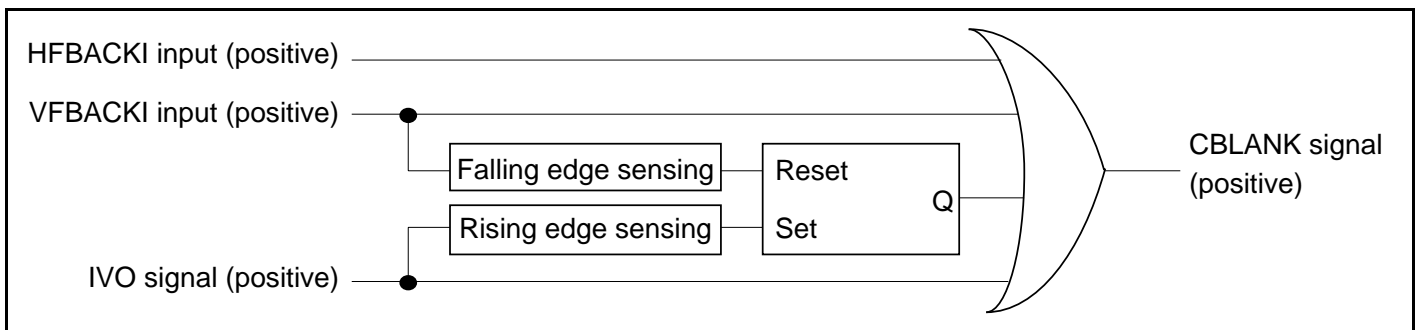 HFBACKI input (positive)
VFBACKI input (positive)
Falling edge sensing
Reset
Q
Rising edge sensing
Set
IVO signal (positive)
CBLANK signal
(positive)